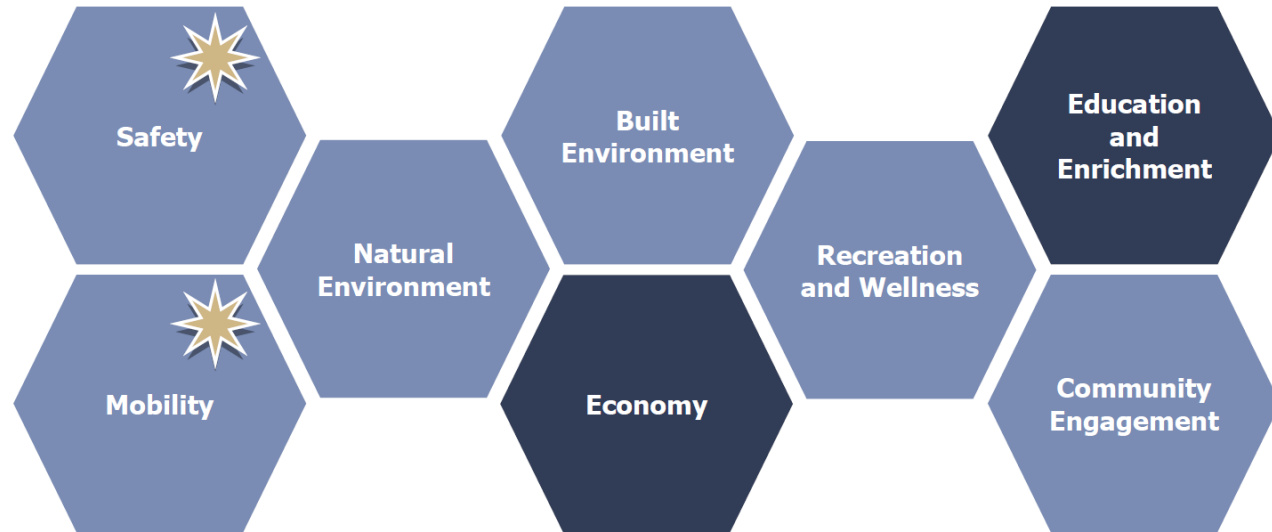 Safety
Mobility
Natural
Environment
Built
Environment
Economy
Recreation
and Wellness
Education
and
Enrichment
Community
Engagement